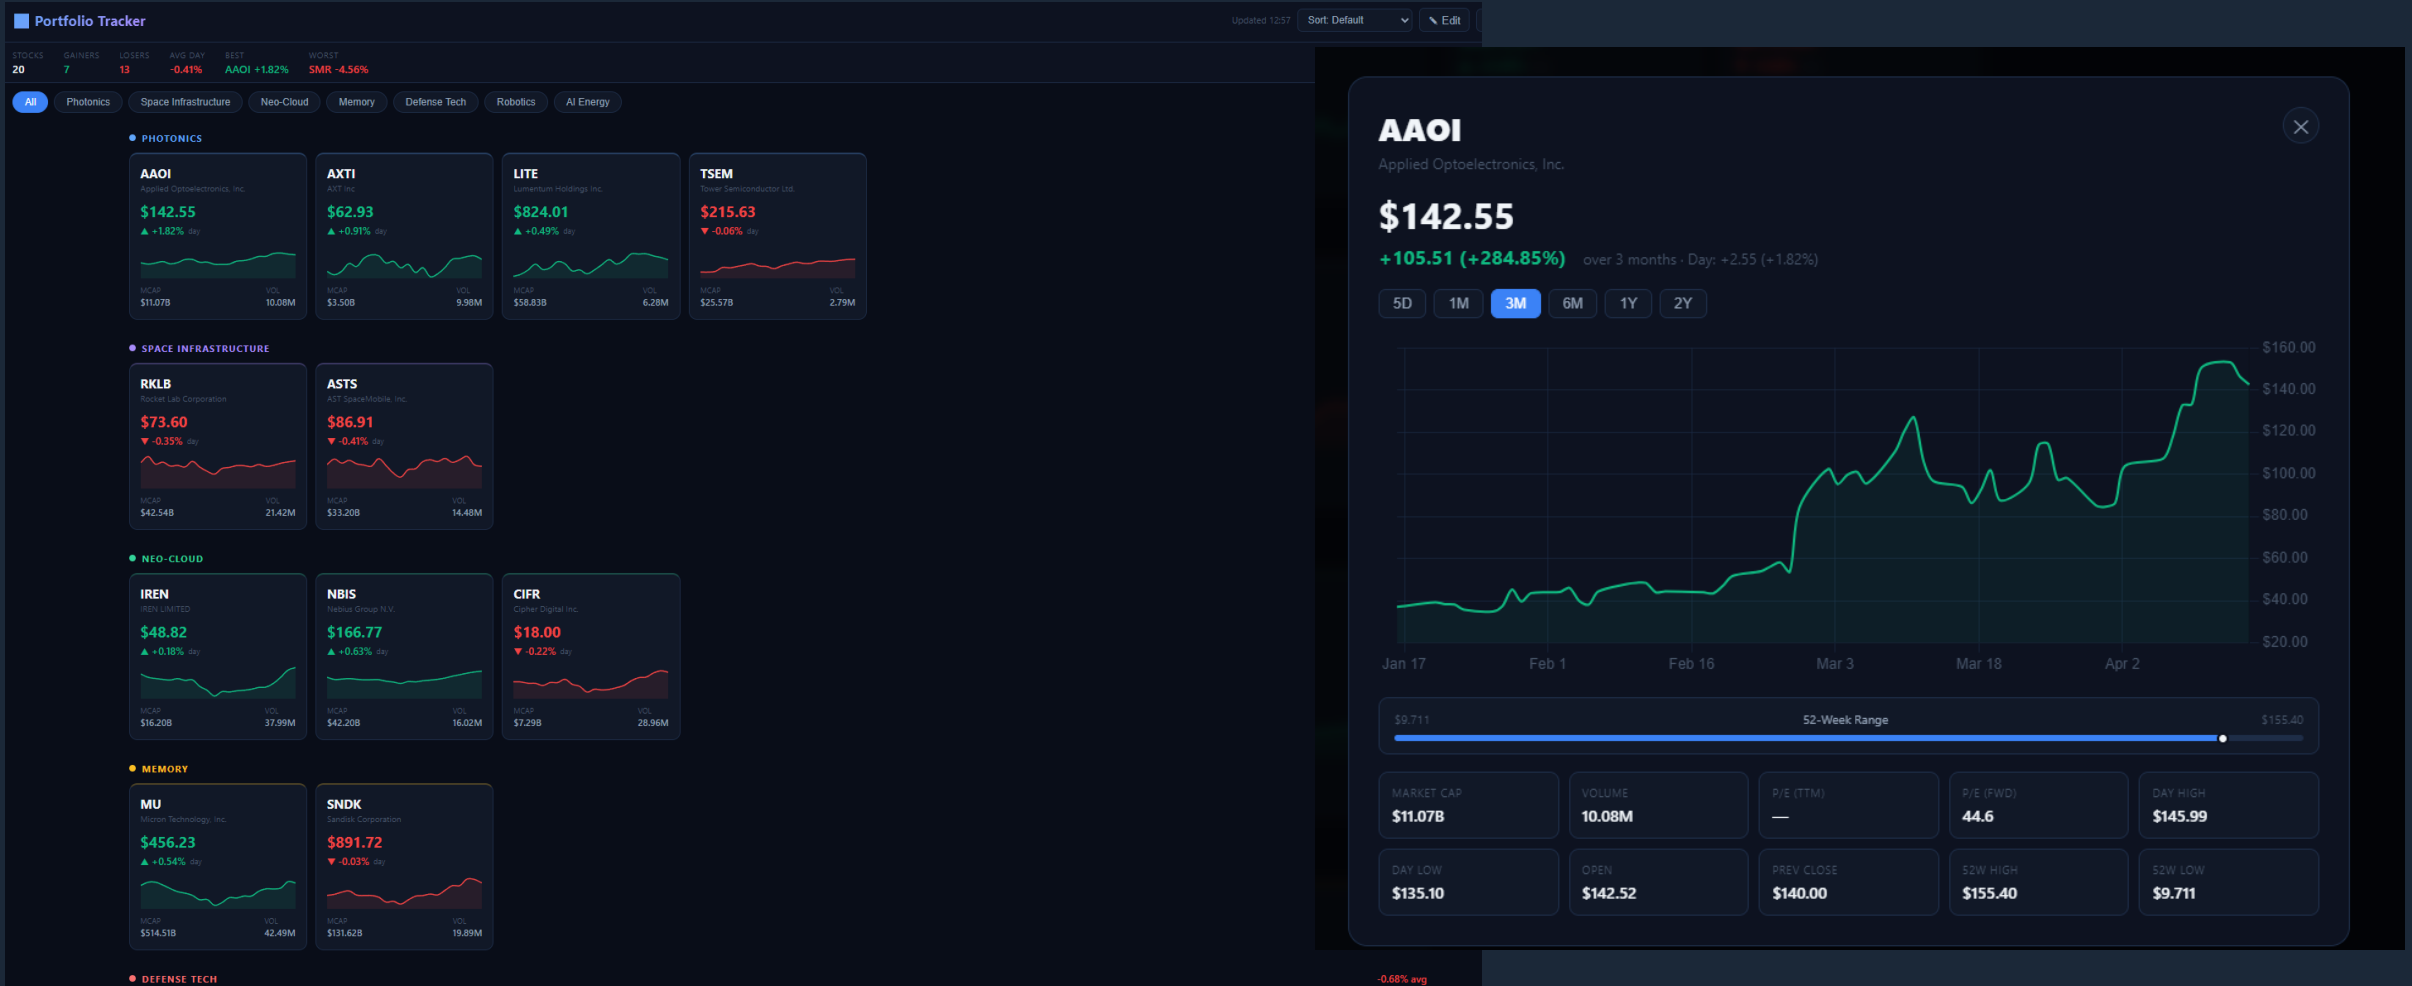 Portfolio Tracker
Updated 12:57
Sort: Default
Edit
STOCKS GAINERS LOSERS AVG DAY BEST WORST
20 7 13 -0.41% AAOI +1.82% SMR -4.56%
All Photonics Space Infrastructure Neo-Cloud Memory Defense Tech Robotics AI Energy
PHOTONICS
AAOI
Applied Optoelectronics, Inc.
$142.55
▲ +1.82% day
MCAP VOL
$11.07B 10.08M
AXTI
AXT Inc
$62.93
▲ +0.91% day
MCAP VOL
$3.50B 9.98M
LITE
Lumentum Holdings Inc.
$824.01
▲ +0.49% day
MCAP VOL
$58.83B 6.28M
TSEM
Tower Semiconductor Ltd.
$215.63
▼ -0.06% day
MCAP VOL
$25.57B 2.79M
SPACE INFRASTRUCTURE
RKLB
Rocket Lab Corporation
$73.60
▼ -0.35% day
MCAP VOL
$42.54B 21.42M
ASTS
AST SpaceMobile, Inc.
$86.91
▼ -0.41% day
MCAP VOL
$33.20B 14.48M
NEO-CLOUD
IREN
IREN LIMITED
$48.82
▲ +0.18% day
MCAP VOL
$16.20B 37.99M
NBIS
Nebius Group N.V.
$166.77
▲ +0.63% day
MCAP VOL
$42.20B 16.02M
CIFR
Cipher Digital Inc.
$18.00
▼ -0.22% day
MCAP VOL
$7.29B 28.96M
MEMORY
MU
Micron Technology, Inc.
$456.23
▲ +0.54% day
MCAP VOL
$514.51B 42.49M
SNDK
Sandisk Corporation
$891.72
▼ -0.03% day
MCAP VOL
$131.62B 19.89M
DEFENSE TECH
-0.68% avg
AAOI
Applied Optoelectronics, Inc.
$142.55
+105.51 (+284.85%) over 3 months · Day: +2.55 (+1.82%)
5D 1M 3M 6M 1Y 2Y
$160.00
$140.00
$120.00
$100.00
$80.00
$60.00
$40.00
$20.00
Jan 17 Feb 1 Feb 16 Mar 3 Mar 18 Apr 2
$9.711 52-Week Range $155.40
MARKET CAP VOLUME P/E (TTM) P/E (FWD) DAY HIGH
$11.07B 10.08M — 44.6 $145.99
DAY LOW OPEN PREV CLOSE 52W HIGH 52W LOW
$135.10 $142.52 $140.00 $155.40 $9.711